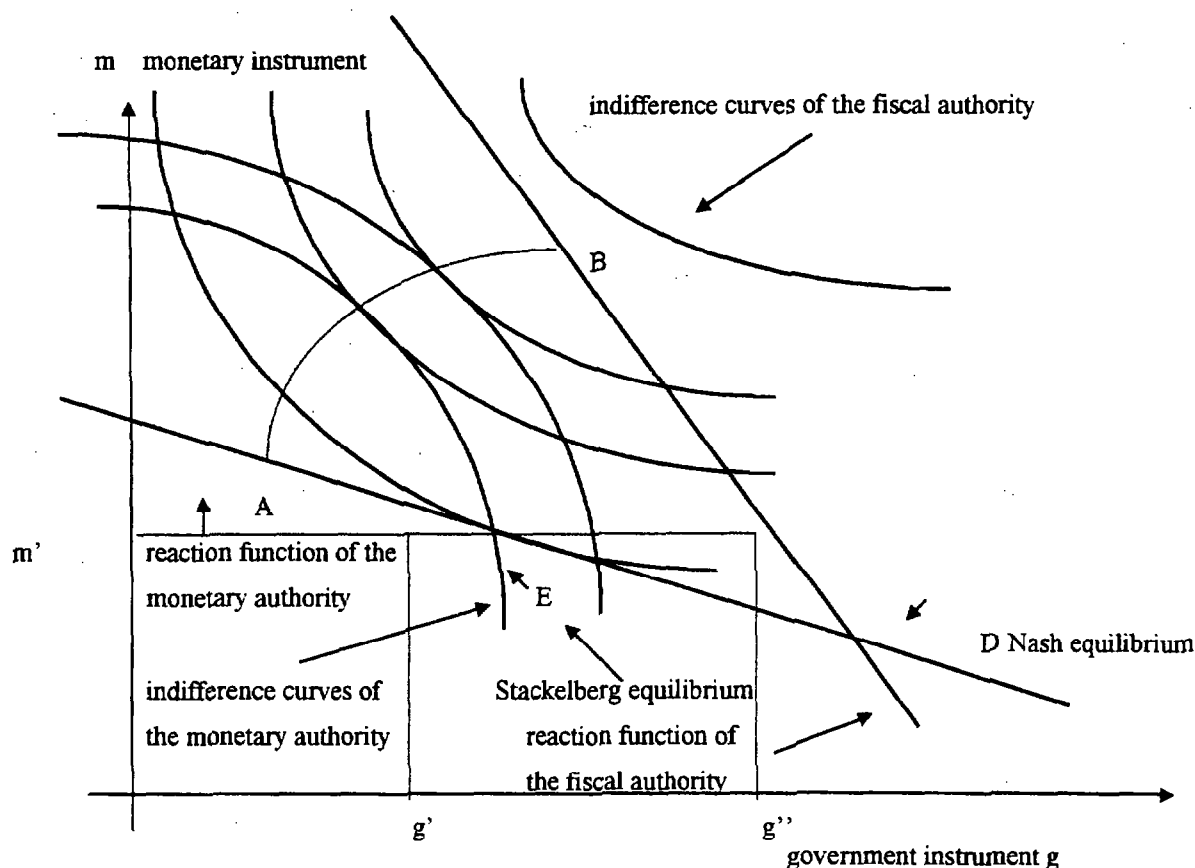 m monetary instrument
indifference curves of the fiscal authority
B
A
m’
reaction function of the
monetary authority
E
D Nash equilibrium
indifference curves of
the monetary authority
Stackelberg equilibrium
reaction function of
the fiscal authority
g’
g’’
government instrument g